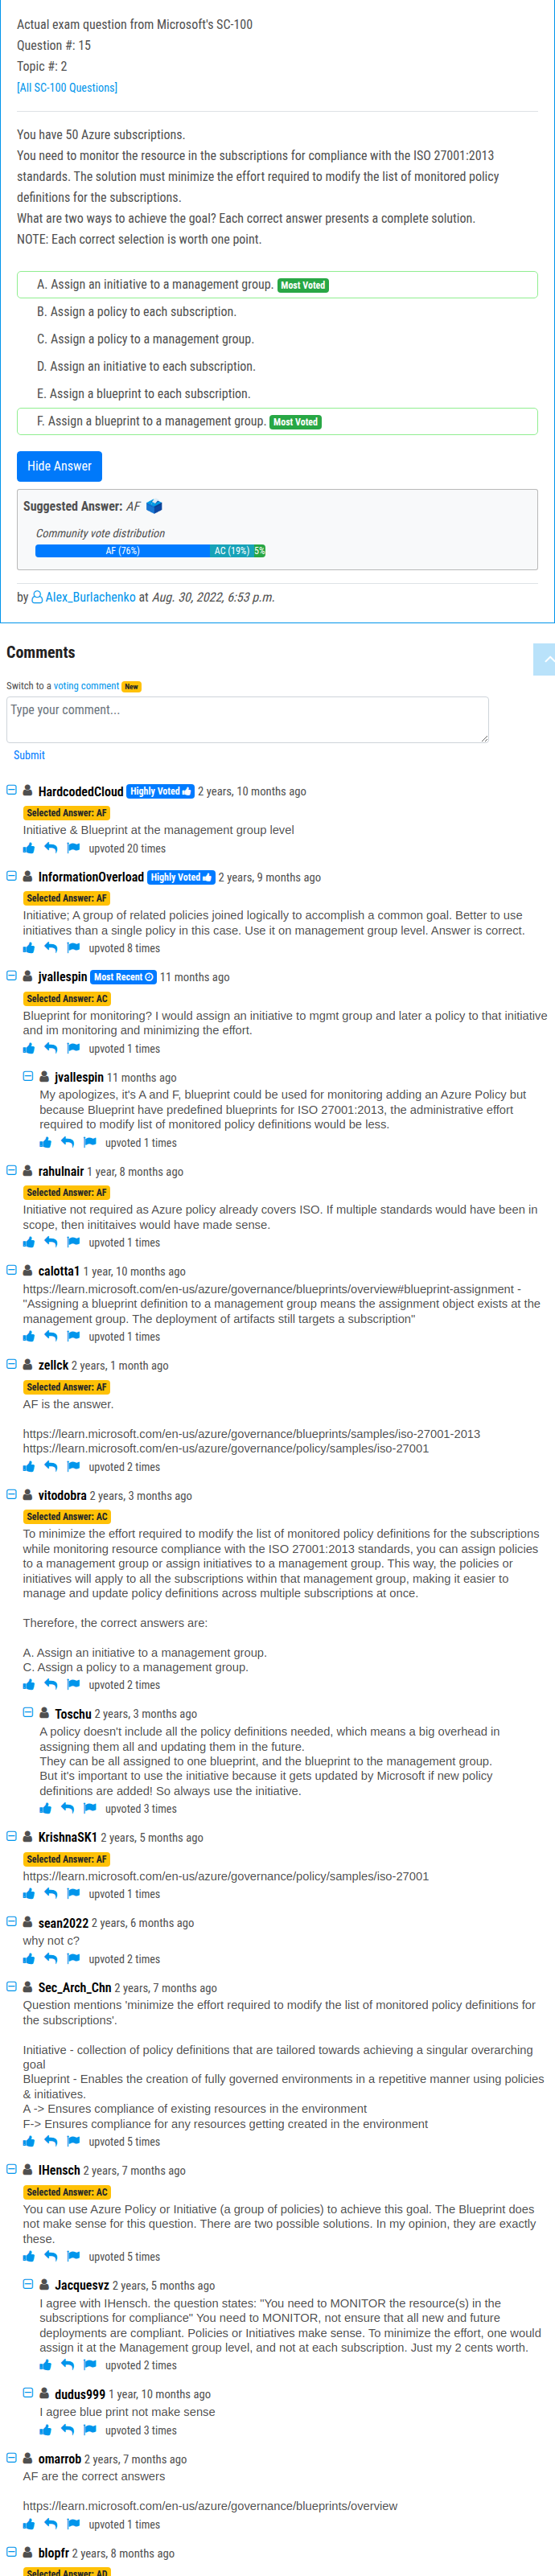 Actual exam question from Microsoft's SC-100
Question #: 15
Topic #: 2
[All SC-100 Questions]
You have 50 Azure subscriptions.
You need to monitor the resource in the subscriptions for compliance with the ISO 27001:2013
standards. The solution must minimize the effort required to modify the list of monitored policy
definitions for the subscriptions.
What are two ways to achieve the goal? Each correct answer presents a complete solution.
NOTE: Each correct selection is worth one point.
A. Assign an initiative to a management group. Most Voted
B. Assign a policy to each subscription.
C. Assign a policy to a management group.
D. Assign an initiative to each subscription.
E. Assign a blueprint to each subscription.
F. Assign a blueprint to a management group. Most Voted
Hide Answer
Suggested Answer: AF
Community vote distribution
AF (76%) AC (19%) 5%
by Alex_Burlachenko at Aug. 30, 2022, 6:53 p.m.
Comments
Switch to a voting comment New
Type your comment...
Submit
HardcodedCloud Highly Voted 2 years, 10 months ago
Selected Answer: AF
Initiative & Blueprint at the management group level
upvoted 20 times
InformationOverload Highly Voted 2 years, 9 months ago
Selected Answer: AF
Initiative; A group of related policies joined logically to accomplish a common goal. Better to use
initiatives than a single policy in this case. Use it on management group level. Answer is correct.
upvoted 8 times
jvallespin Most Recent 11 months ago
Selected Answer: AC
Blueprint for monitoring? I would assign an initiative to mgmt group and later a policy to that initiative
and im monitoring and minimizing the effort.
upvoted 1 times
jvallespin 11 months ago
My apologizes, it's A and F, blueprint could be used for monitoring adding an Azure Policy but
because Blueprint have predefined blueprints for ISO 27001:2013, the administrative effort
required to modify list of monitored policy definitions would be less.
upvoted 1 times
rahulnair 1 year, 8 months ago
Selected Answer: AF
Initiative not required as Azure policy already covers ISO. If multiple standards would have been in
scope, then inititaives would have made sense.
upvoted 1 times
calotta1 1 year, 10 months ago
https://learn.microsoft.com/en-us/azure/governance/blueprints/overview#blueprint-assignment -
"Assigning a blueprint definition to a management group means the assignment object exists at the
management group. The deployment of artifacts still targets a subscription"
upvoted 1 times
zellck 2 years, 1 month ago
Selected Answer: AF
AF is the answer.
https://learn.microsoft.com/en-us/azure/governance/blueprints/samples/iso-27001-2013
https://learn.microsoft.com/en-us/azure/governance/policy/samples/iso-27001
upvoted 2 times
vitodobra 2 years, 3 months ago
Selected Answer: AC
To minimize the effort required to modify the list of monitored policy definitions for the subscriptions
while monitoring resource compliance with the ISO 27001:2013 standards, you can assign policies
to a management group or assign initiatives to a management group. This way, the policies or
initiatives will apply to all the subscriptions within that management group, making it easier to
manage and update policy definitions across multiple subscriptions at once.
Therefore, the correct answers are:
A. Assign an initiative to a management group.
C. Assign a policy to a management group.
upvoted 2 times
Toschu 2 years, 3 months ago
A policy doesn't include all the policy definitions needed, which means a big overhead in
assigning them all and updating them in the future.
They can be all assigned to one blueprint, and the blueprint to the management group.
But it's important to use the initiative because it gets updated by Microsoft if new policy
definitions are added! So always use the initiative.
upvoted 3 times
KrishnaSK1 2 years, 5 months ago
Selected Answer: AF
https://learn.microsoft.com/en-us/azure/governance/policy/samples/iso-27001
upvoted 1 times
sean2022 2 years, 6 months ago
why not c?
upvoted 2 times
Sec_Arch_Chn 2 years, 7 months ago
Question mentions 'minimize the effort required to modify the list of monitored policy definitions for
the subscriptions'.
Initiative - collection of policy definitions that are tailored towards achieving a singular overarching
goal
Blueprint - Enables the creation of fully governed environments in a repetitive manner using policies
& initiatives.
A -> Ensures compliance of existing resources in the environment
F-> Ensures compliance for any resources getting created in the environment
upvoted 5 times
IHensch 2 years, 7 months ago
Selected Answer: AC
You can use Azure Policy or Initiative (a group of policies) to achieve this goal. The Blueprint does
not make sense for this question. There are two possible solutions. In my opinion, they are exactly
these.
upvoted 5 times
Jacquesvz 2 years, 5 months ago
I agree with IHensch. the question states: "You need to MONITOR the resource(s) in the
subscriptions for compliance" You need to MONITOR, not ensure that all new and future
deployments are compliant. Policies or Initiatives make sense. To minimize the effort, one would
assign it at the Management group level, and not at each subscription. Just my 2 cents worth.
upvoted 2 times
dudus999 1 year, 10 months ago
I agree blue print not make sense
upvoted 3 times
omarrob 2 years, 7 months ago
AF are the correct answers
https://learn.microsoft.com/en-us/azure/governance/blueprints/overview
upvoted 1 times
blopfr 2 years, 8 months ago
Selected Answer: AD